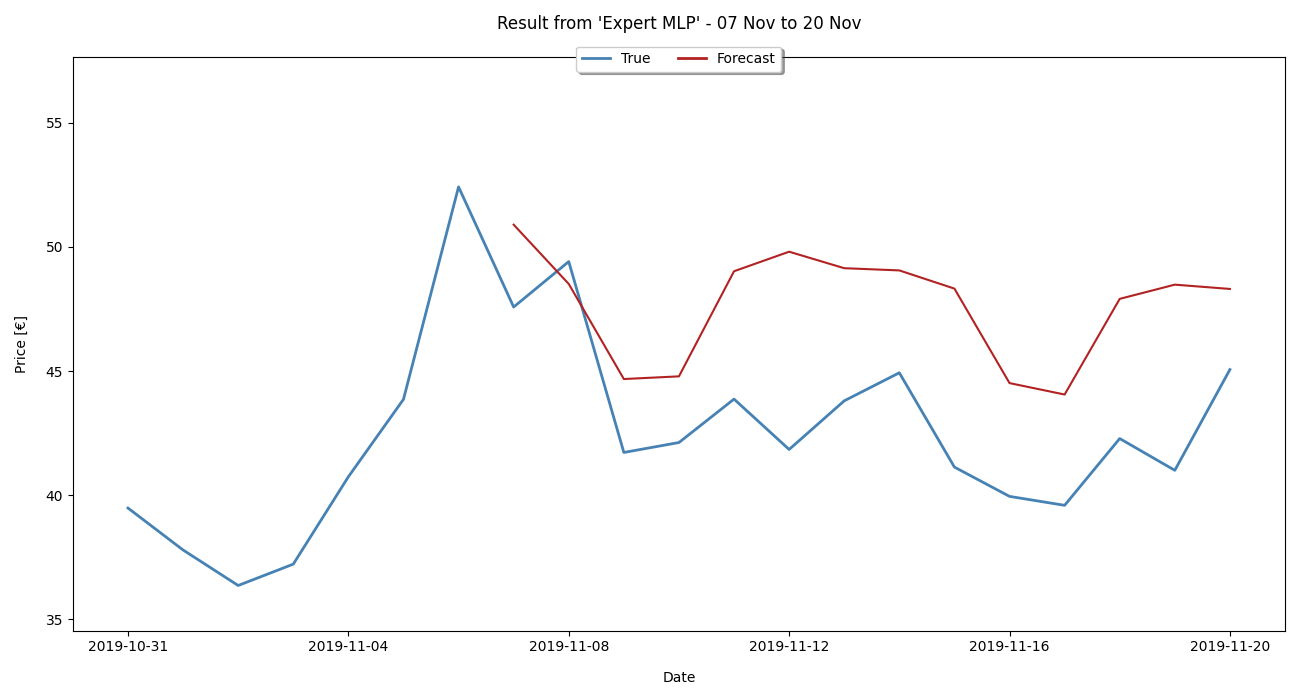 Result from 'Expert MLP' - 07 Nov to 20 Nov
True Forecast
Price [€]
55
50
45
40
35
2019-10-31 2019-11-04 2019-11-08 2019-11-12 2019-11-16 2019-11-20
Date